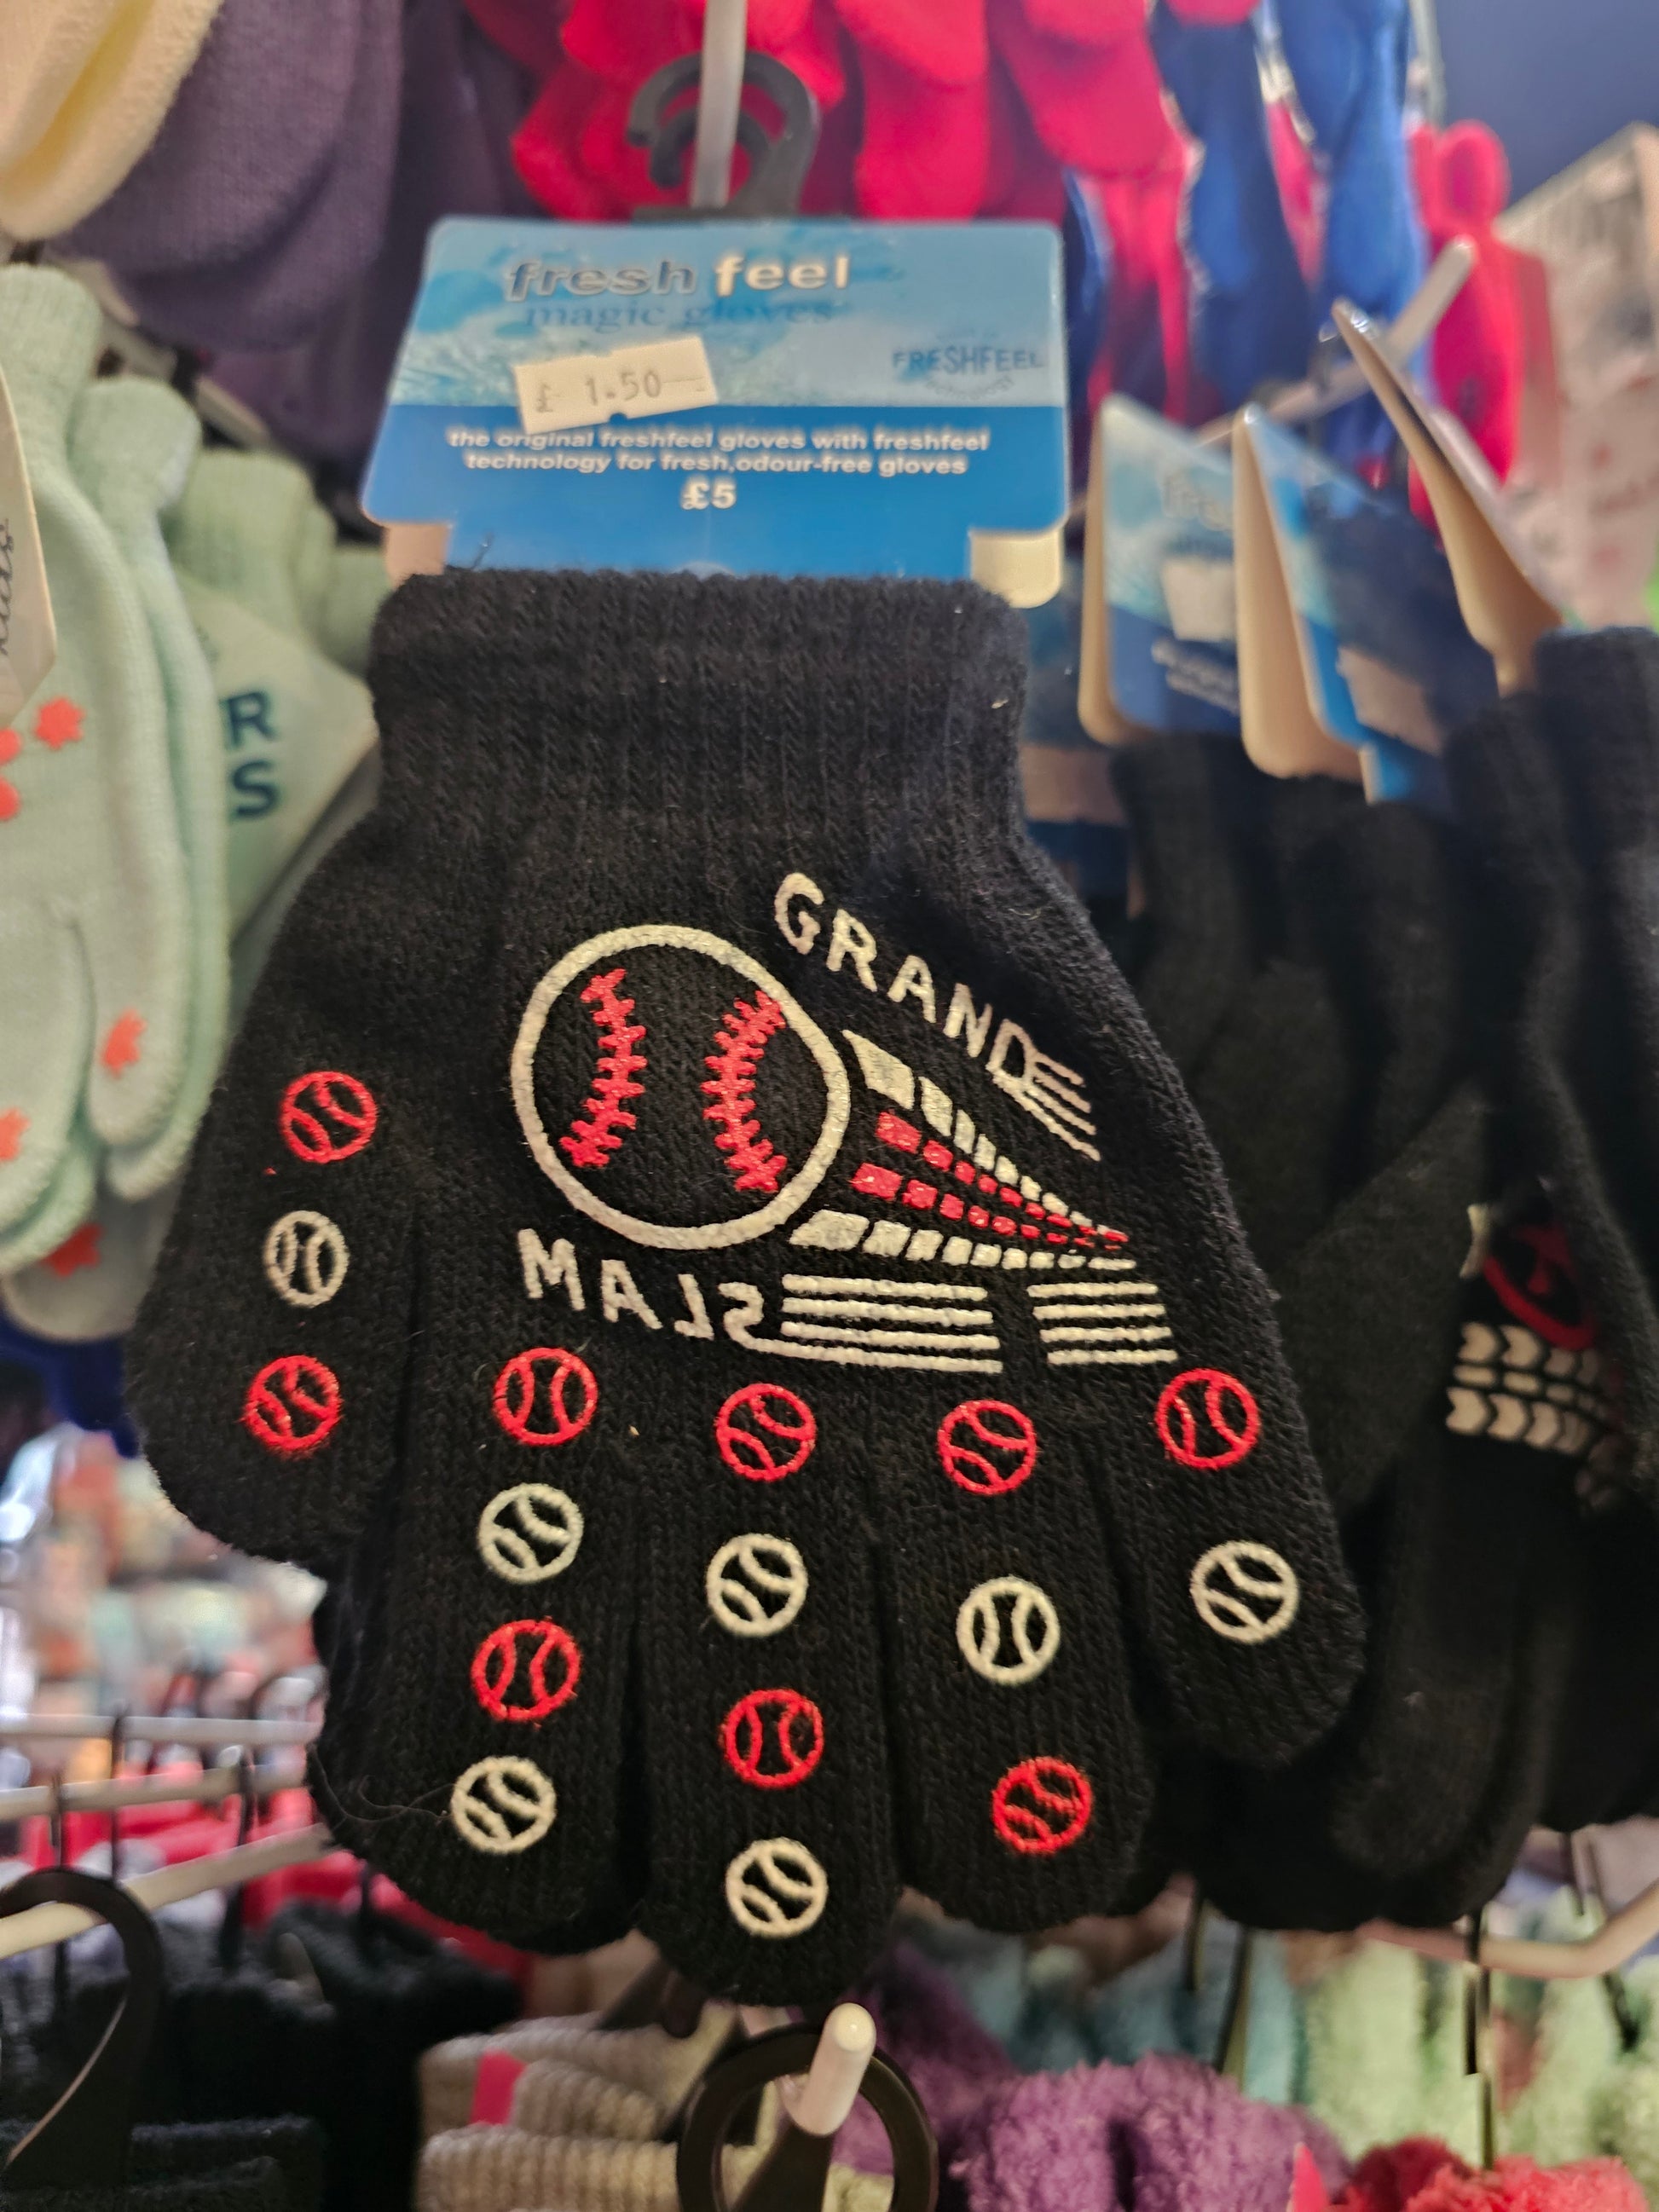 fresh feel
magic gloves
£ 1.50
FRESHFEEL
the original freshfeel gloves with freshfeel
technology for fresh,odour-free gloves
£5
R
S
GRAND
MALS